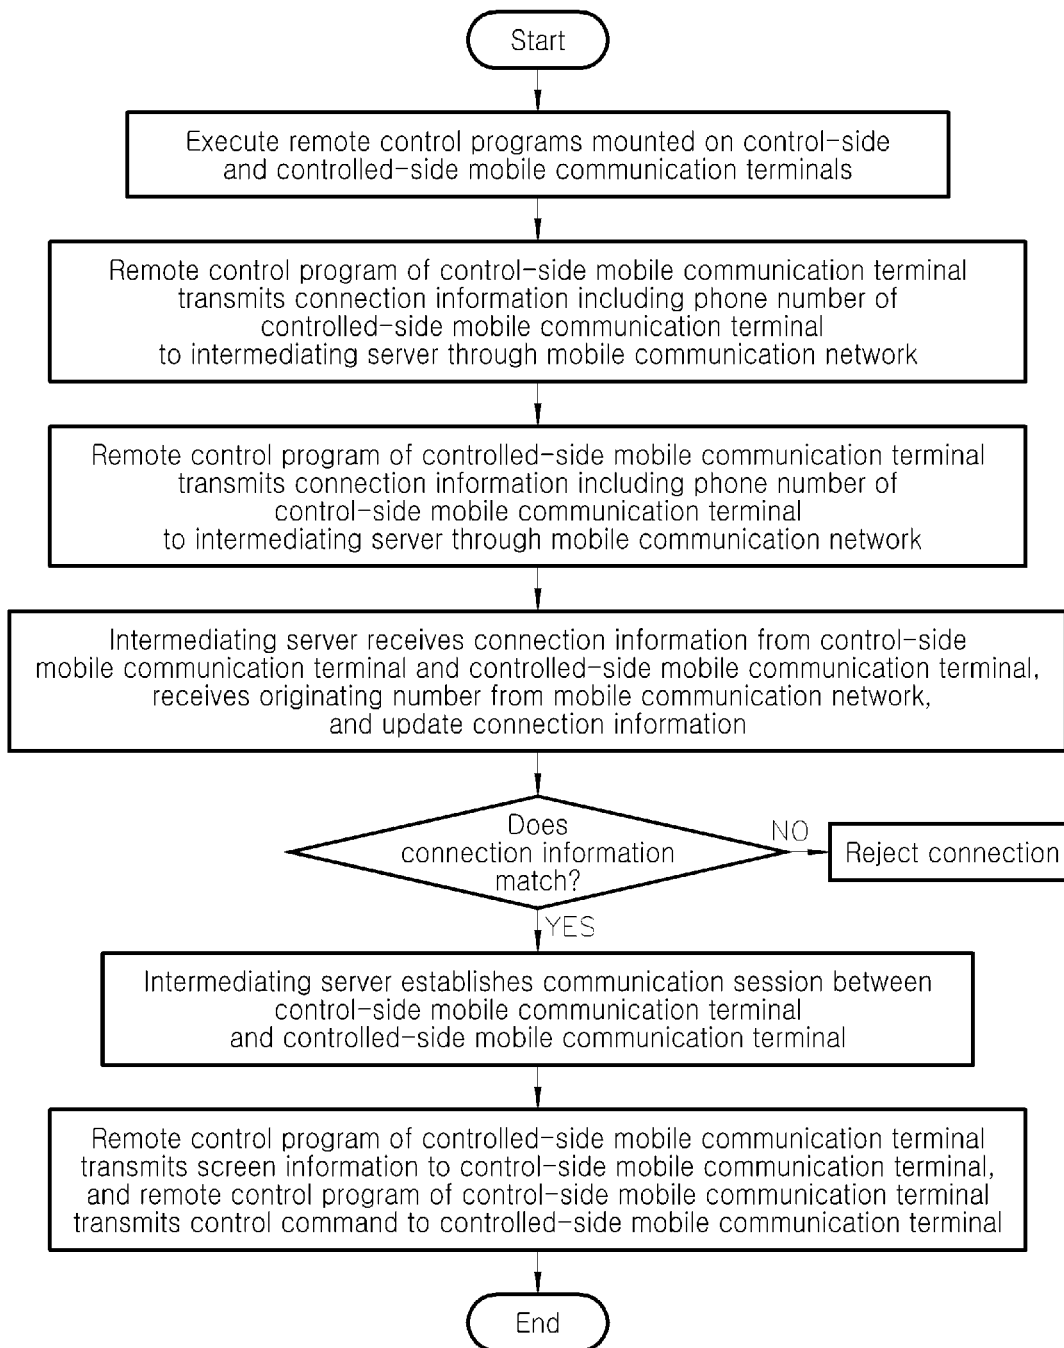 Start
Execute remote control programs mounted on control-side
and controlled-side mobile communication terminals
Remote control program of control-side mobile communication terminal
transmits connection information including phone number of
controlled-side mobile communication terminal
to intermediating server through mobile communication network
Remote control program of controlled-side mobile communication terminal
transmits connection information including phone number of
control-side mobile communication terminal
to intermediating server through mobile communication network
Intermediating server receives connection information from control-side
mobile communication terminal and controlled-side mobile communication terminal,
receives originating number from mobile communication network,
and update connection information
Does
connection information
match?
NO
Reject connection
YES
Intermediating server establishes communication session between
control-side mobile communication terminal
and controlled-side mobile communication terminal
Remote control program of controlled-side mobile communication terminal
transmits screen information to control-side mobile communication terminal,
and remote control program of control-side mobile communication terminal
transmits control command to controlled-side mobile communication terminal
End